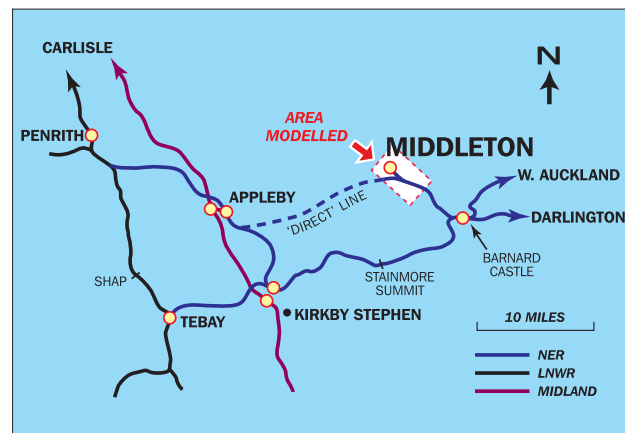 CARLISLE
N
AREA
MODELLED
PENRITH
MIDDLETON
W. AUCKLAND
APPLEBY
'DIRECT' LINE
DARLINGTON
BARNARD
CASTLE
SHAP
STAINMORE
SUMMIT
TEBAY
KIRKBY STEPHEN
10 MILES
NER
LNWR
MIDLAND